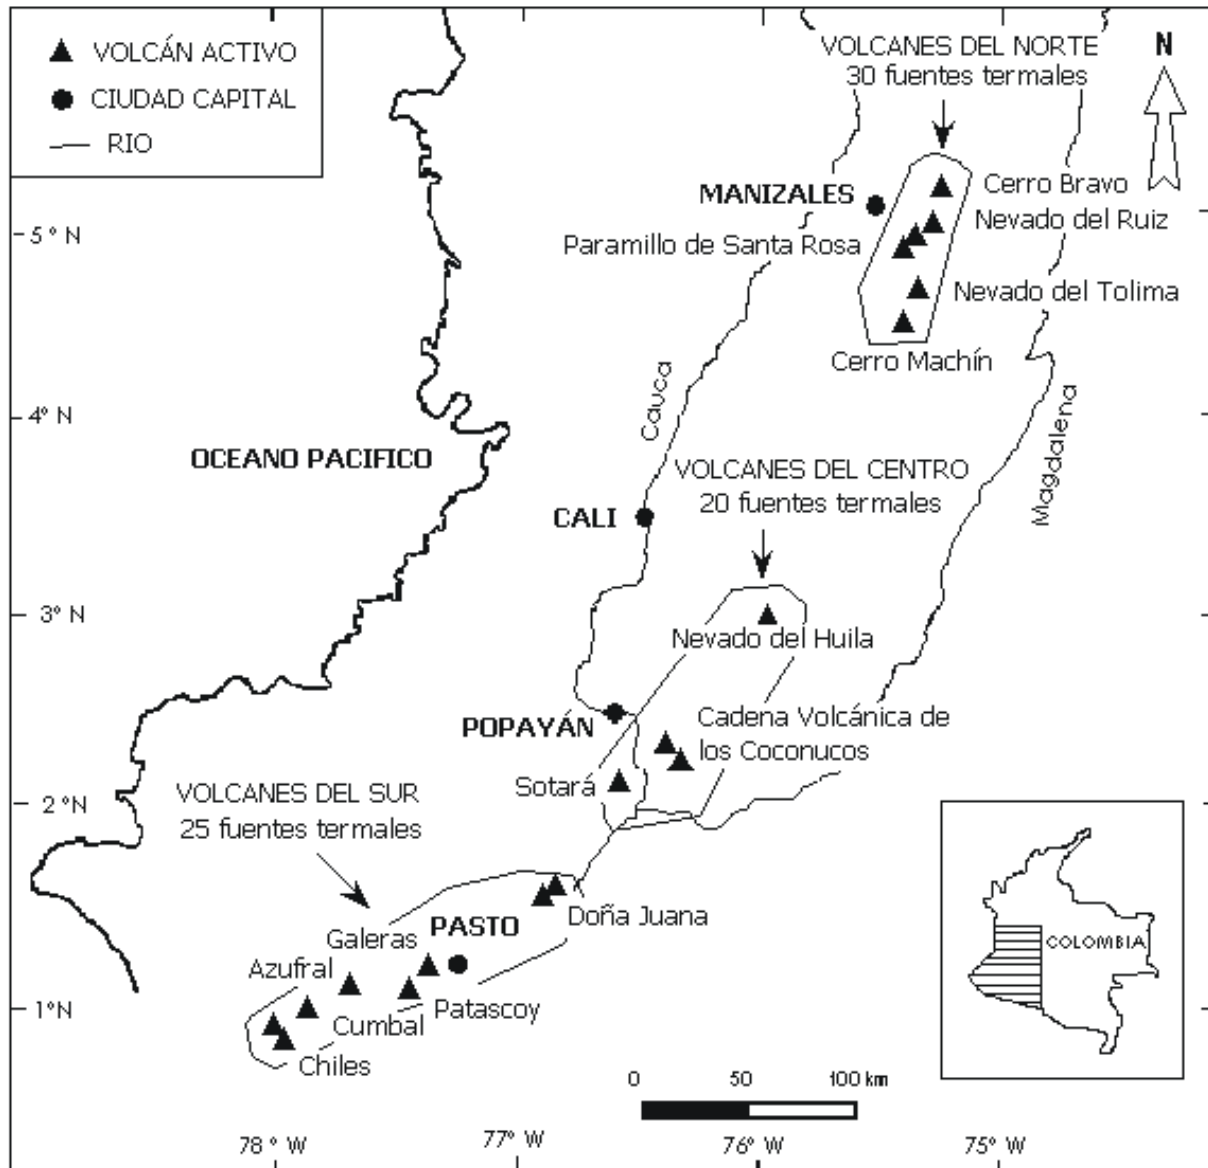 VOLCÁN ACTIVO
CIUDAD CAPITAL
RIO
VOLCANES DEL NORTE
30 fuentes termales
N
MANIZALES
Cerro Bravo
Nevado del Ruiz
Paramillo de Santa Rosa
Nevado del Tolima
Cerro Machín
5° N
4° N
3° N
2 °N
1°N
Cauca
Magdalena
OCEANO PACIFICO
VOLCANES DEL CENTRO
20 fuentes termales
CALI
Nevado del Huila
POPAYÁN
Cadena Volcánica de
los Coconucos
Sotará
VOLCANES DEL SUR
25 fuentes termales
PASTO
Doña Juana
Galeras
Azufral
Patascoy
Cumbal
Chiles
COLOMBIA
0 50 100 km
78 ° W
77° W
76° W
75° W